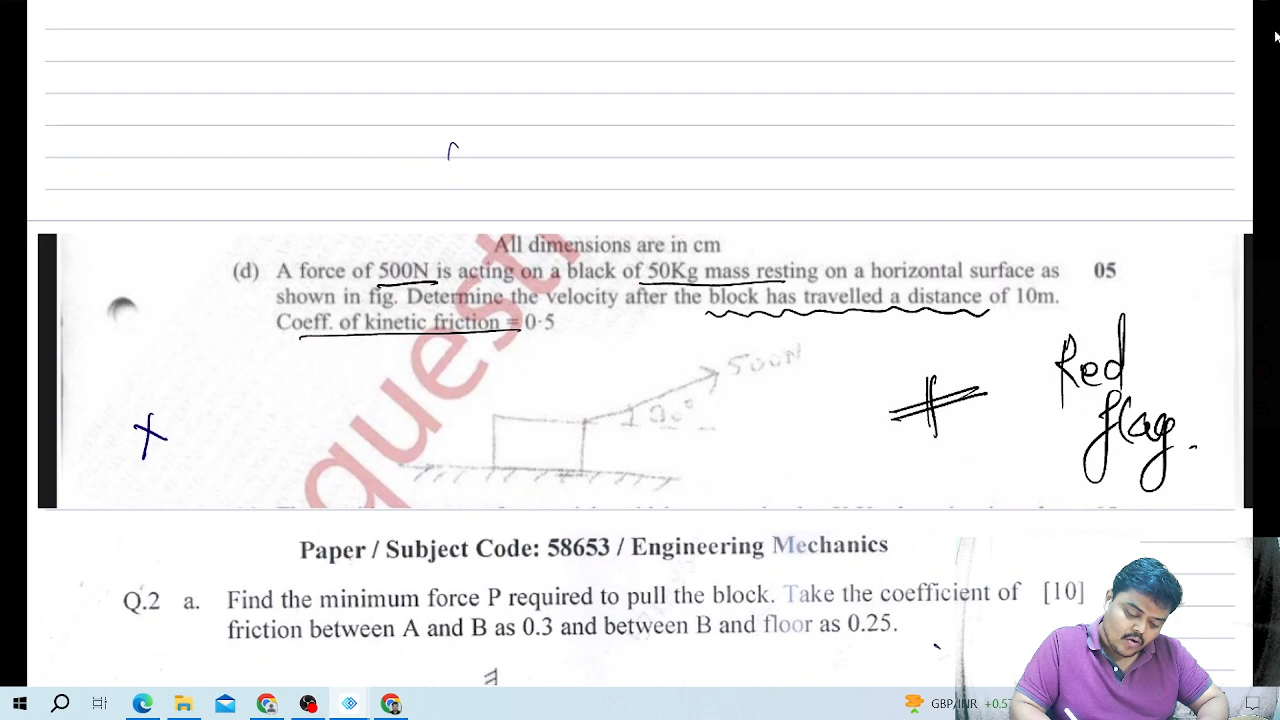 All dimensions are in cm
(d) A force of 500N is acting on a black of 50Kg mass resting on a horizontal surface as 05
shown in fig. Determine the velocity after the block has travelled a distance of 10m.
Coeff. of kinetic friction = 0·5
500N
Red
flag.
questi
Paper / Subject Code: 58653 / Engineering Mechanics
Q.2 a. Find the minimum force P required to pull the block. Take the coefficient of [10]
friction between A and B as 0.3 and between B and floor as 0.25.
GBP/INR